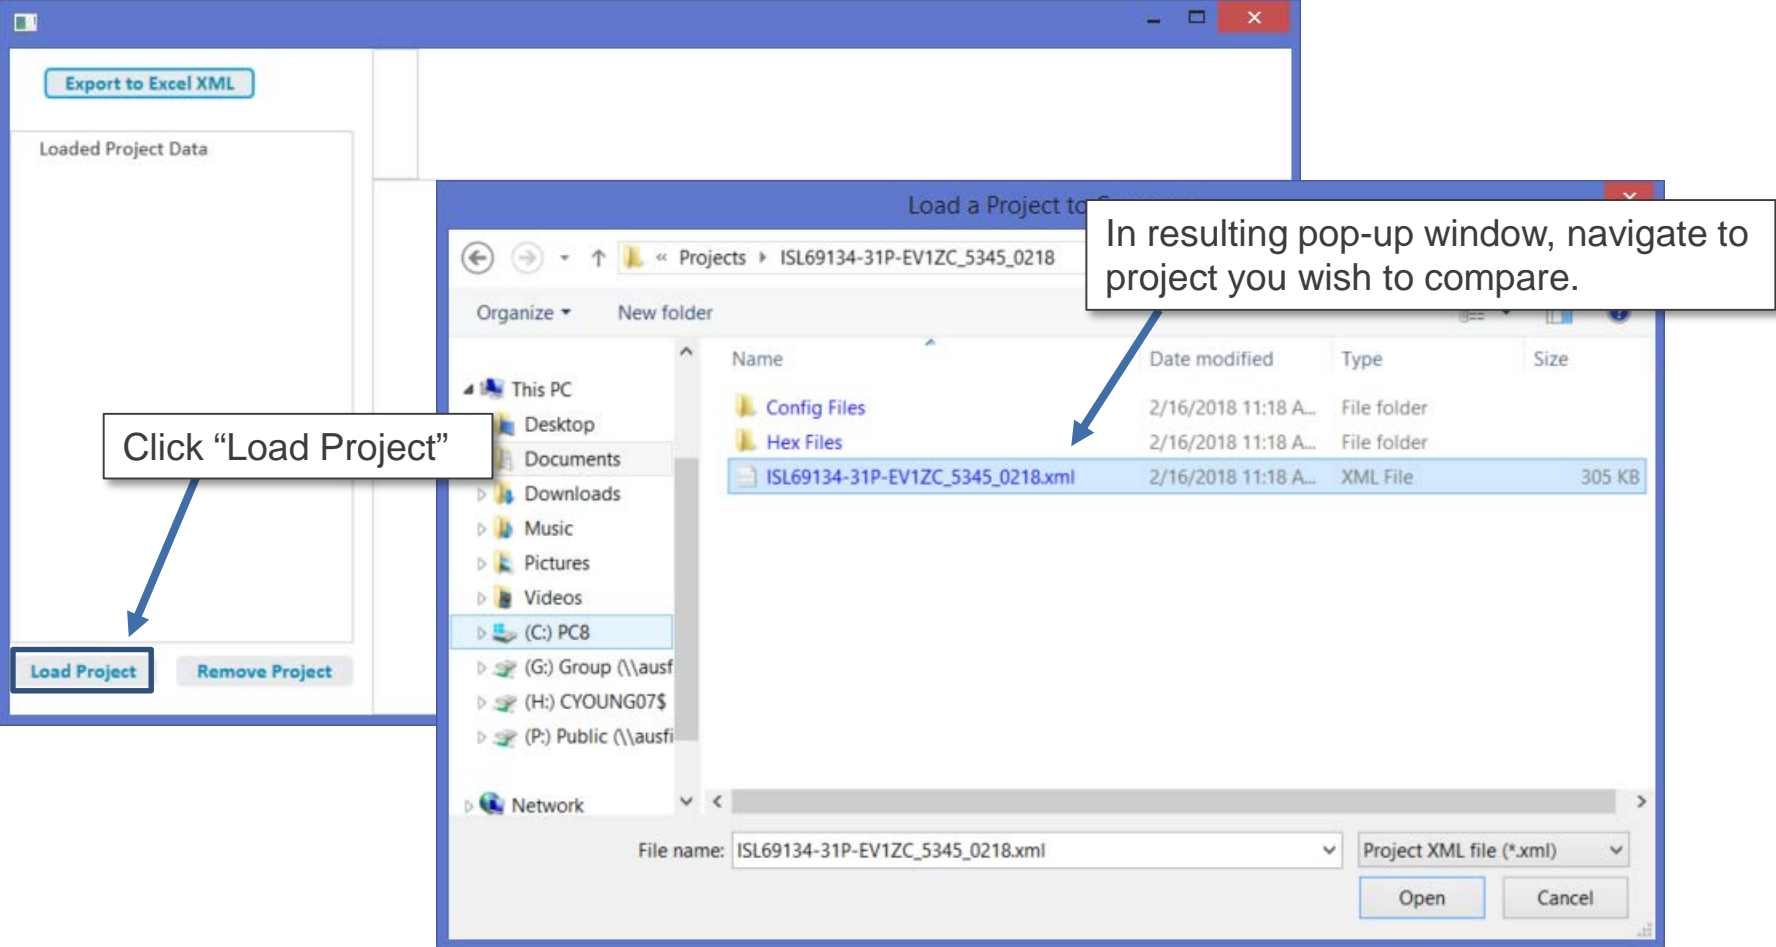 Export to Excel XML
Loaded Project Data
Click “Load Project”
Load Project
Remove Project
Load a Project to
In resulting pop-up window, navigate to
project you wish to compare.
« Projects ISL69134-31P-EV1ZC_5345_0218
Organize
New folder
Name
Date modified
Type
Size
This PC
Desktop
Documents
Downloads
Music
Pictures
Videos
(C:) PC8
(G:) Group (\\ausf
(H:) CYOUNG07$
(P:) Public (\\ausfi
Network
Config Files 2/16/2018 11:18 A... File folder
Hex Files 2/16/2018 11:18 A... File folder
ISL69134-31P-EV1ZC_5345_0218.xml 2/16/2018 11:18 A... XML File 305 KB
File name: ISL69134-31P-EV1ZC_5345_0218.xml
Project XML file (*.xml)
Open
Cancel